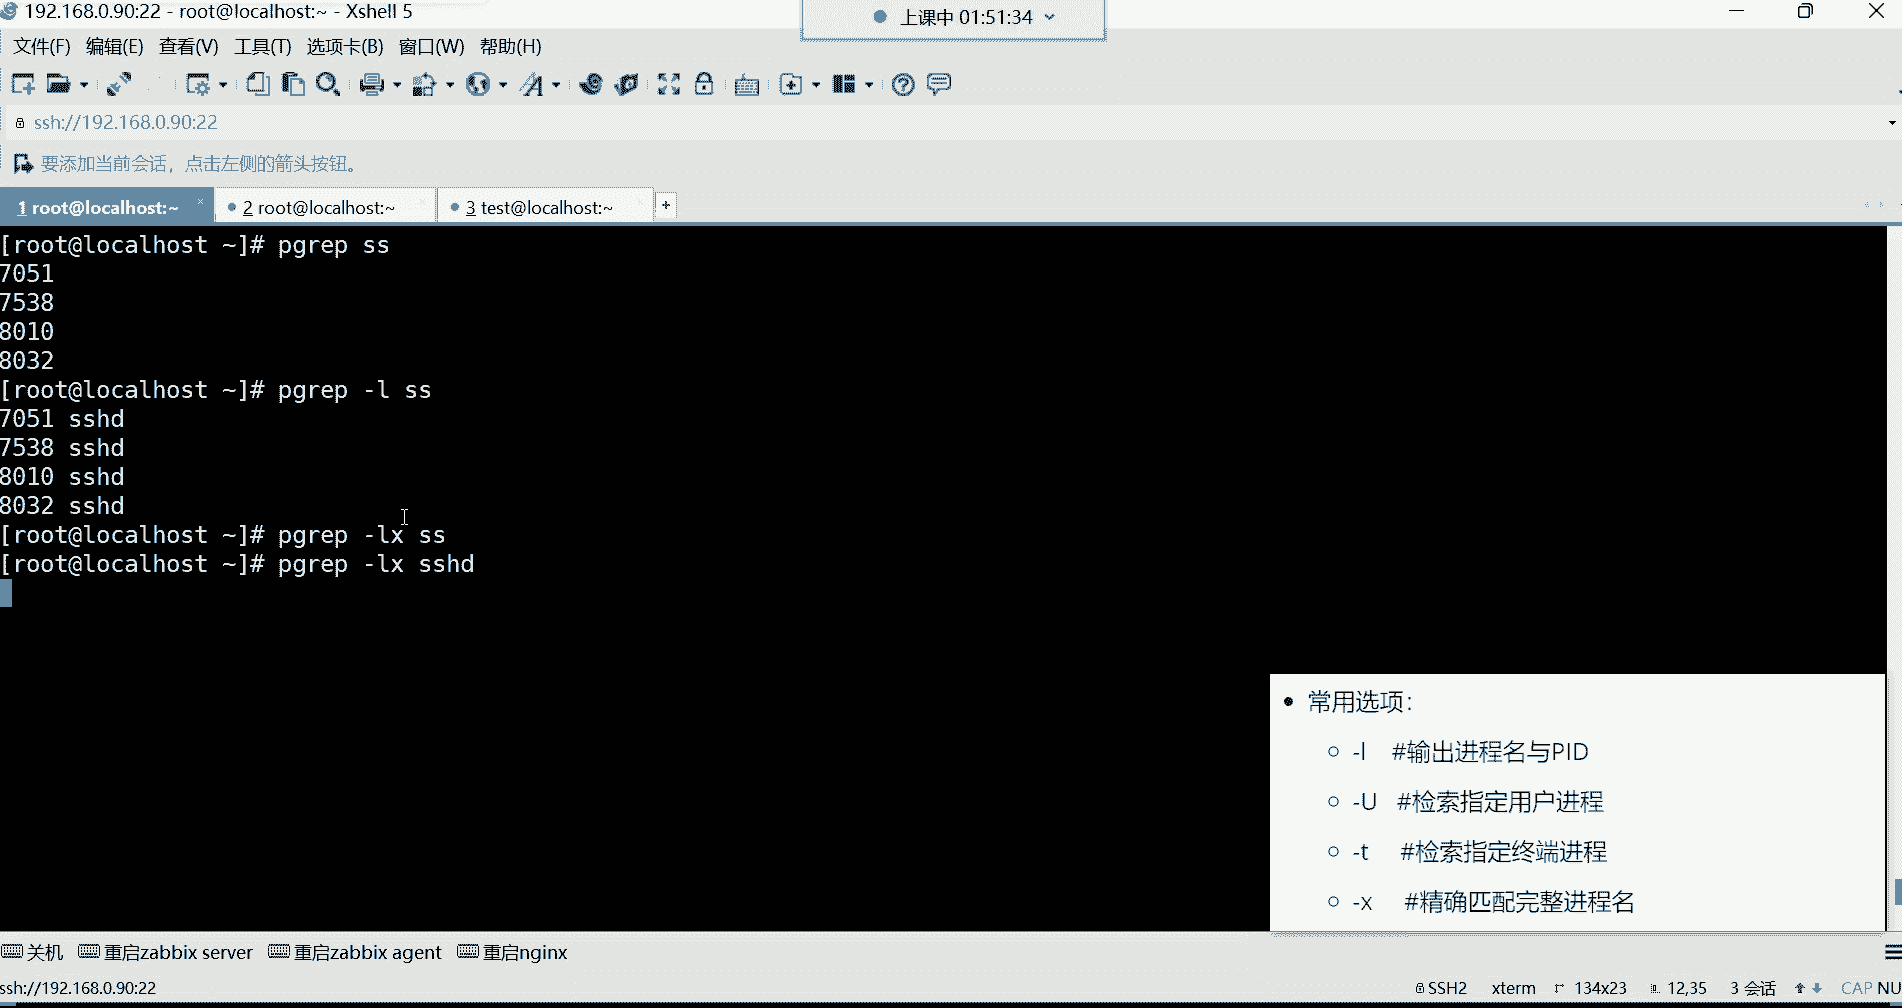 192.168.0.90:22 - root@localhost:~ - Xshell 5
上课中 01:51:34
文件(F) 编辑(E) 查看(V) 工具(T) 选项卡(B) 窗口(W) 帮助(H)
ssh://192.168.0.90:22
要添加当前会话，点击左侧的箭头按钮。
1 root@localhost:~ 2 root@localhost:~ 3 test@localhost:~
[root@localhost ~]# pgrep ss
7051
7538
8010
8032
[root@localhost ~]# pgrep -l ss
7051 sshd
7538 sshd
8010 sshd
8032 sshd
[root@localhost ~]# pgrep -lx ss
[root@localhost ~]# pgrep -lx sshd
常用选项：
-l #输出进程名与PID
-U #检索指定用户进程
-t #检索指定终端进程
-x #精确匹配完整进程名
关机 重启zabbix server 重启zabbix agent 重启nginx
ssh://192.168.0.90:22 SSH2 xterm 134x23 12,35 3 会话 CAP NU